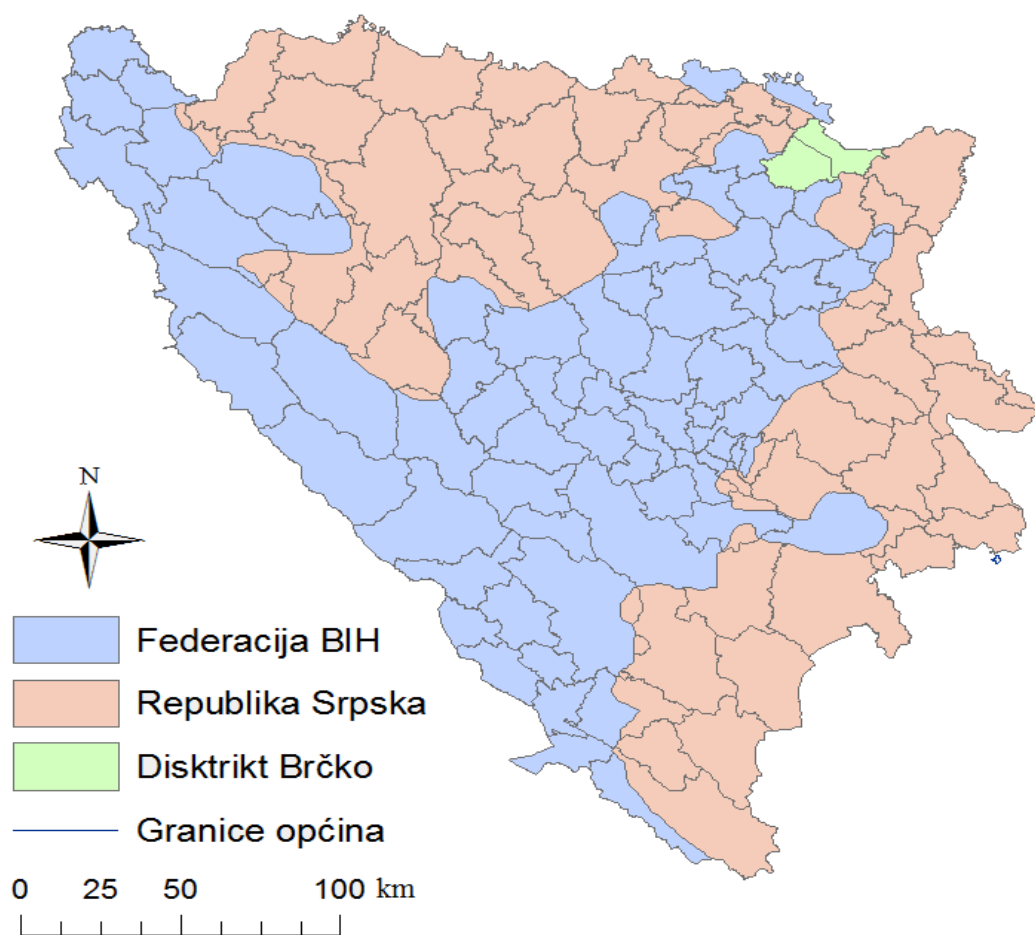 N
Federacija BIH
Republika Srpska
Disktrikt Brčko
Granice općina
0 25 50 100 km